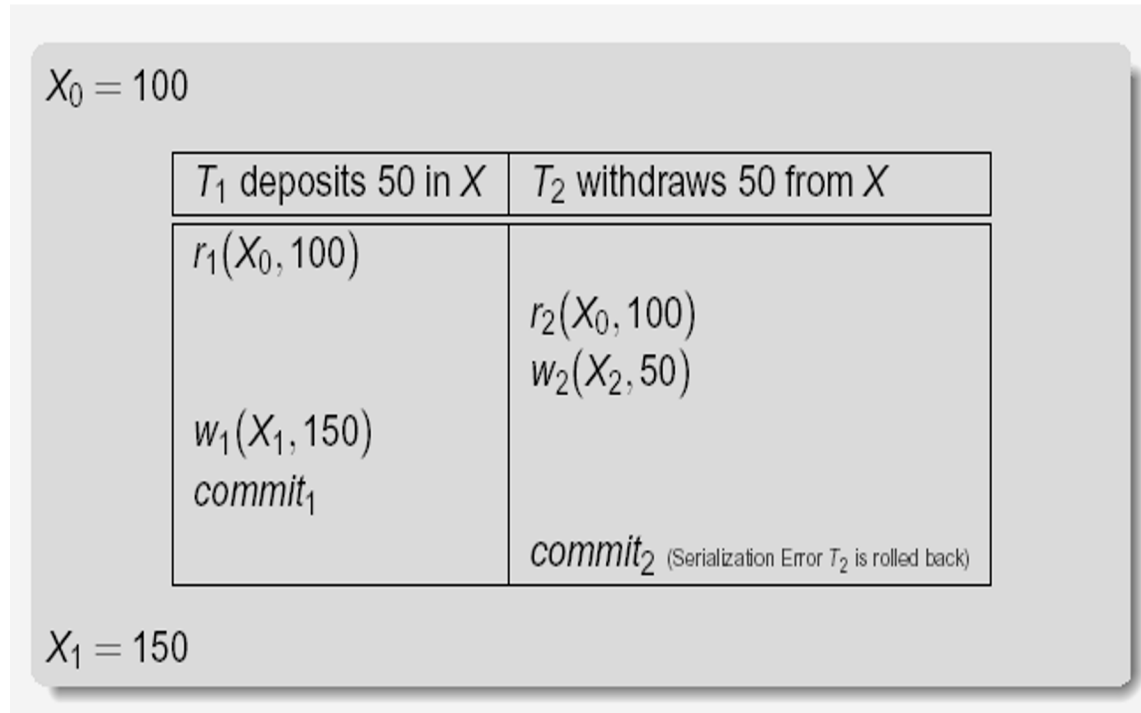 X₀ = 100
T₁ deposits 50 in X T₂ withdraws 50 from X
r₁(X₀, 100)
r₂(X₀, 100)
w₂(X₂, 50)
w₁(X₁, 150)
commit₁
commit₂ (Serialization Error T₂ is rolled back)
X₁ = 150